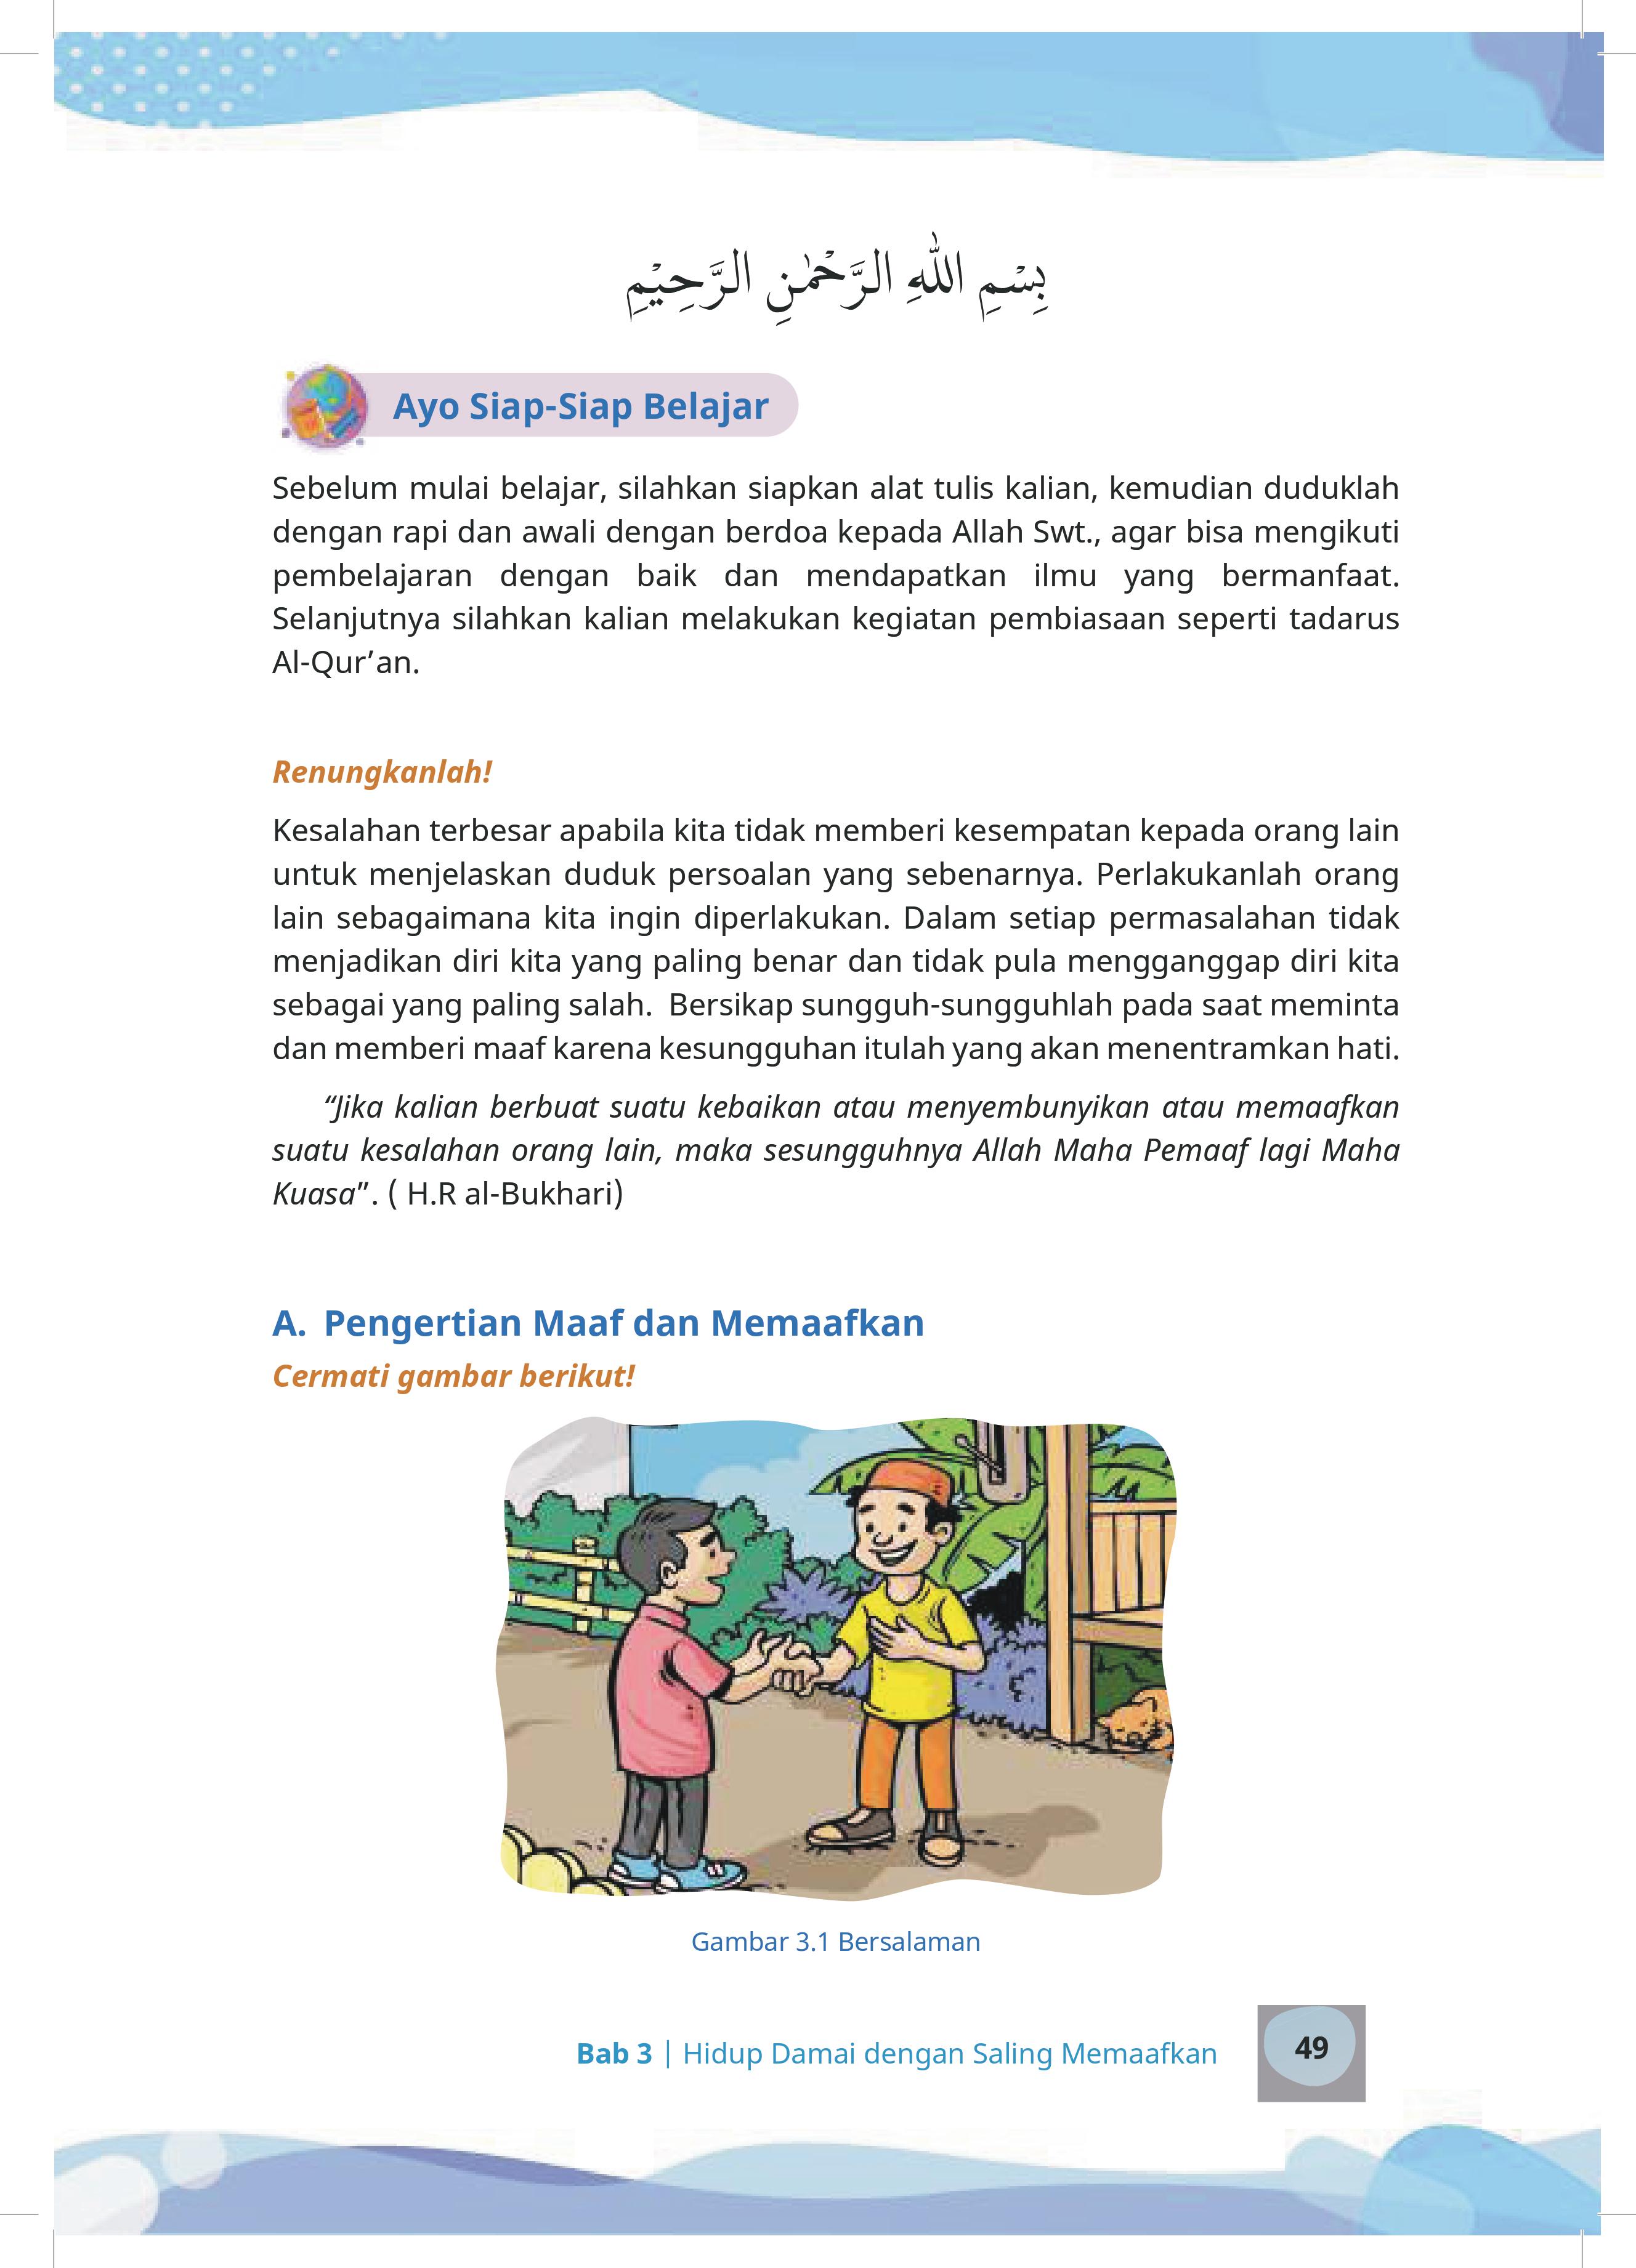 بِسْمِ اللّٰهِ الرَّحْمٰنِ الرَّحِيْمِ
Ayo Siap-Siap Belajar
Sebelum mulai belajar, silahkan siapkan alat tulis kalian, kemudian duduklah
dengan rapi dan awali dengan berdoa kepada Allah Swt., agar bisa mengikuti
pembelajaran dengan baik dan mendapatkan ilmu yang bermanfaat.
Selanjutnya silahkan kalian melakukan kegiatan pembiasaan seperti tadarus
Al-Qur’an.
Renungkanlah!
Kesalahan terbesar apabila kita tidak memberi kesempatan kepada orang lain
untuk menjelaskan duduk persoalan yang sebenarnya. Perlakukanlah orang
lain sebagaimana kita ingin diperlakukan. Dalam setiap permasalahan tidak
menjadikan diri kita yang paling benar dan tidak pula mengganggap diri kita
sebagai yang paling salah.  Bersikap sungguh-sungguhlah pada saat meminta
dan memberi maaf karena kesungguhan itulah yang akan menentramkan hati.
“Jika kalian berbuat suatu kebaikan atau menyembunyikan atau memaafkan
suatu kesalahan orang lain, maka sesungguhnya Allah Maha Pemaaf lagi Maha
Kuasa”. ( H.R al-Bukhari)
A. Pengertian Maaf dan Memaafkan
Cermati gambar berikut!
Gambar 3.1 Bersalaman
Bab 3 | Hidup Damai dengan Saling Memaafkan
49